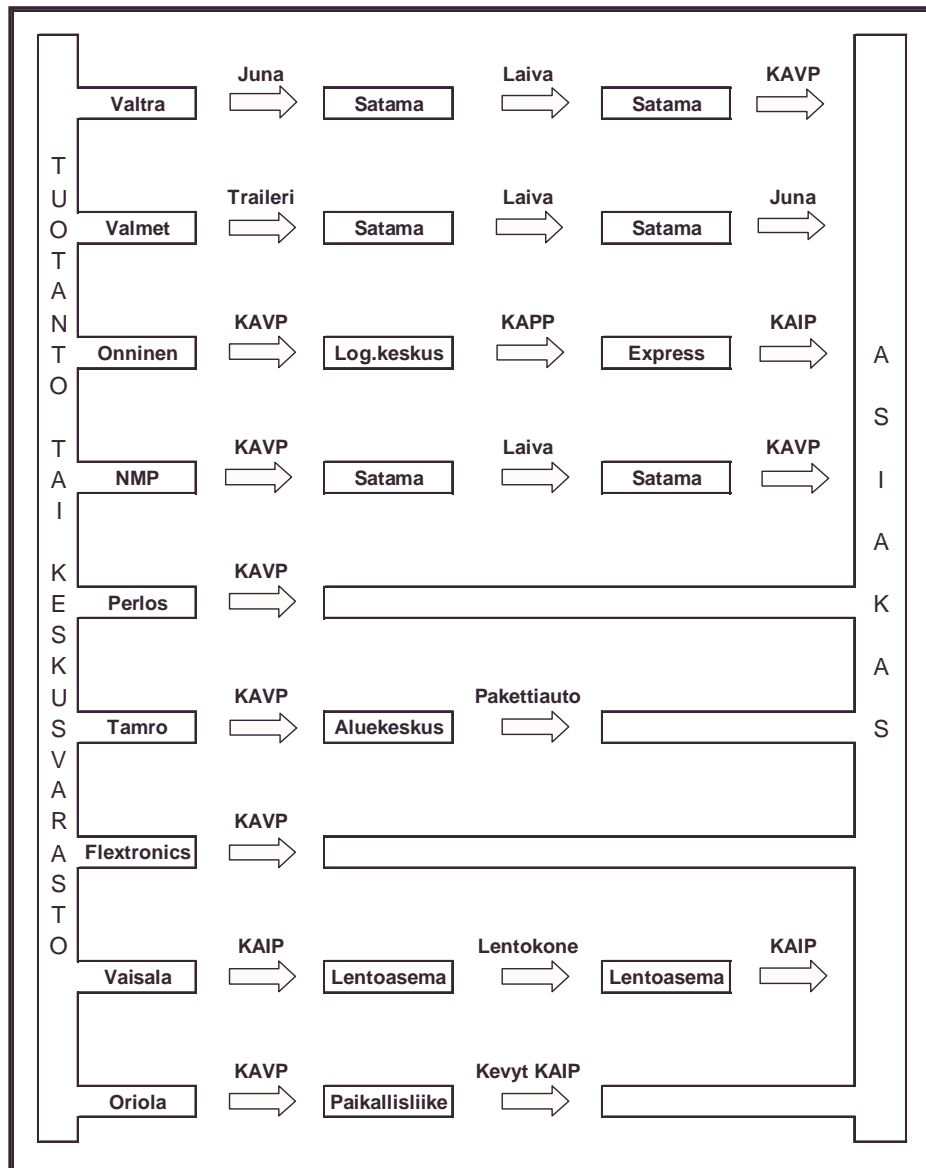 TUOTANTO TAI KESKUSVARASTO
Juna Laiva KAVP
Valtra Satama Satama
Traileri Laiva Juna
Valmet Satama Satama
KAVP KAPP KAIP
Onninen Log.keskus Express
KAVP Laiva KAVP
NMP Satama Satama
KAVP
Perlos
KAVP Pakettiauto
Tamro Aluekeskus
KAVP
Flextronics
KAIP Lentokone KAIP
Vaisala Lentoasema Lentoasema
KAVP Kevyt KAIP
Oriola Paikallisliike
ASIAKAS